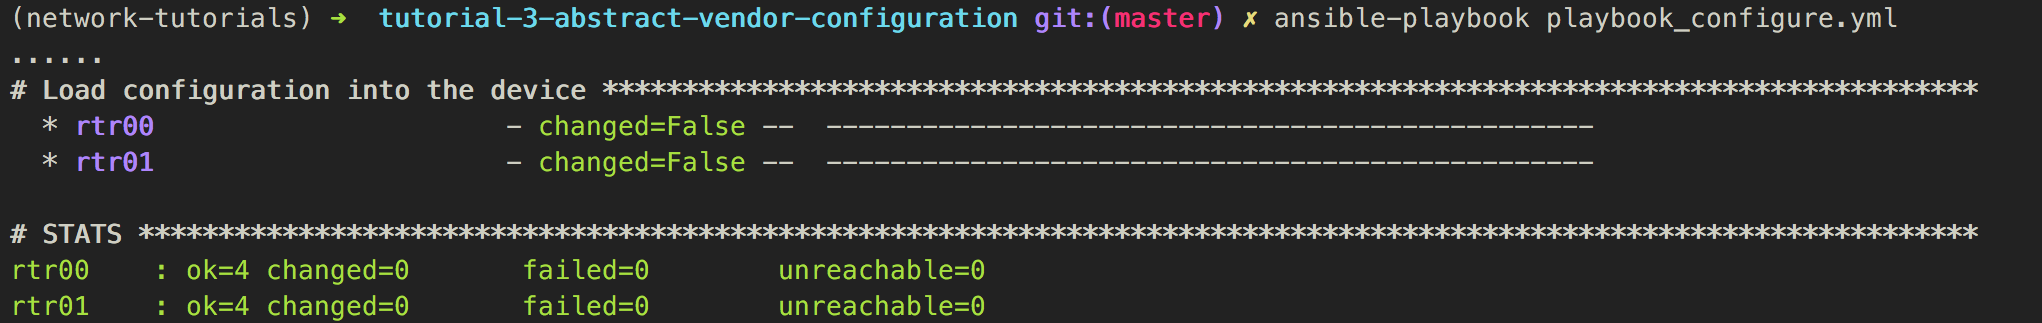 (network-tutorials) ➜  tutorial-3-abstract-vendor-configuration git:(master) ✗ ansible-playbook playbook_configure.yml
......
# Load configuration into the device **************************************************************************************
  * rtr00                      - changed=False --  ------------------------------------------------
  * rtr01                      - changed=False --  ------------------------------------------------
# STATS *******************************************************************************************************************
rtr00    : ok=4 changed=0       failed=0        unreachable=0
rtr01    : ok=4 changed=0       failed=0        unreachable=0